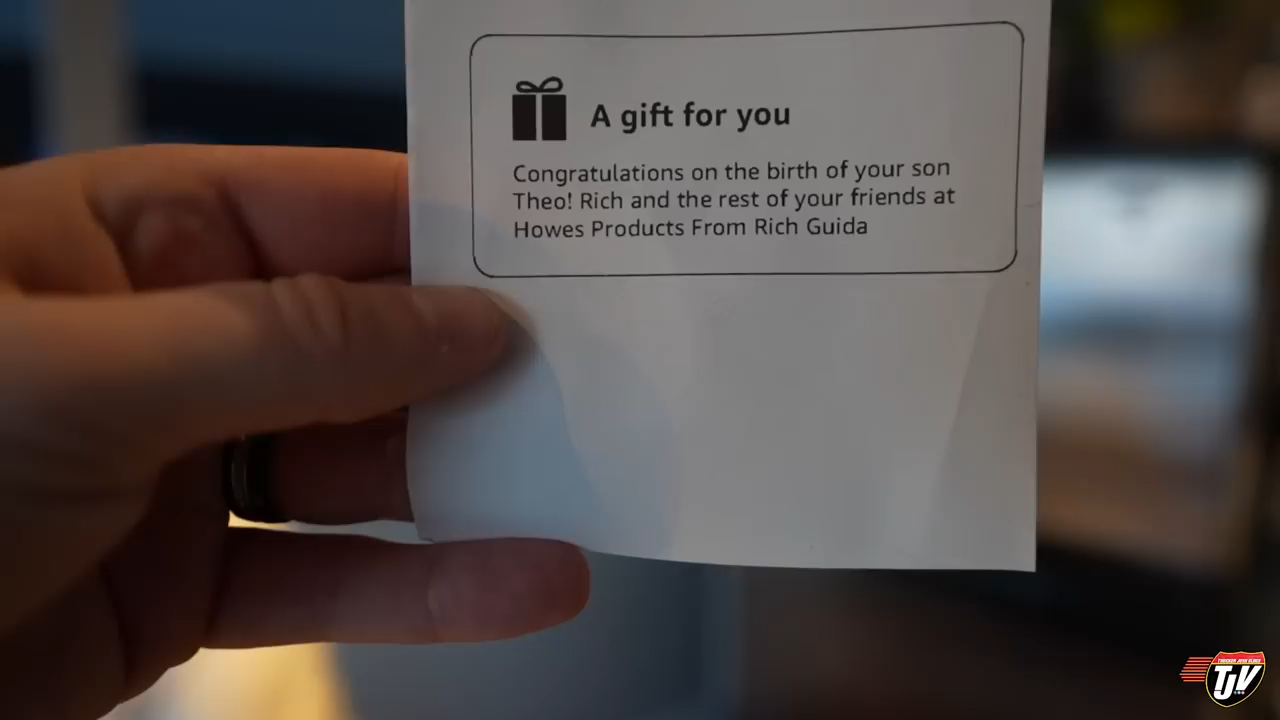 A gift for you
Congratulations on the birth of your son
Theo! Rich and the rest of your friends at
Howes Products From Rich Guida
TJV